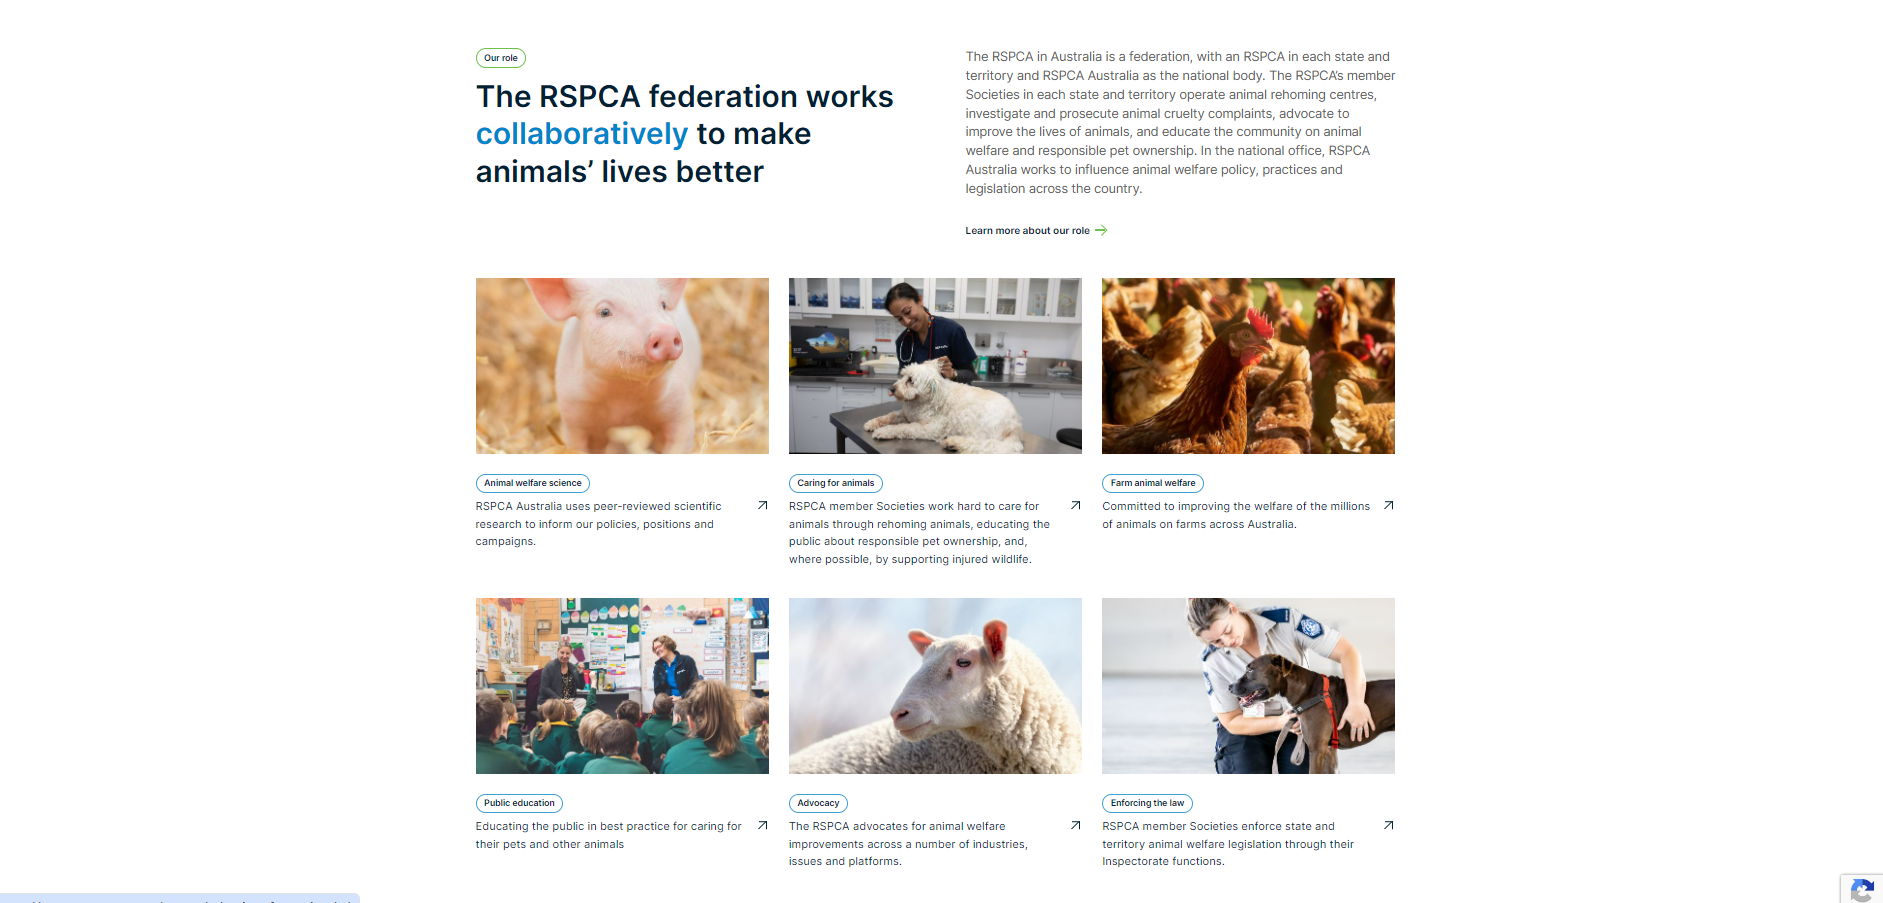 Our role
The RSPCA federation works
collaboratively to make
animals’ lives better
The RSPCA in Australia is a federation, with an RSPCA in each state and
territory and RSPCA Australia as the national body. The RSPCA’s member
Societies in each state and territory operate animal rehoming centres,
investigate and prosecute animal cruelty complaints, advocate to
improve the lives of animals, and educate the community on animal
welfare and responsible pet ownership. In the national office, RSPCA
Australia works to influence animal welfare policy, practices and
legislation across the country.
Learn more about our role
Animal welfare science
RSPCA Australia uses peer-reviewed scientific
research to inform our policies, positions and
campaigns.
Caring for animals
RSPCA member Societies work hard to care for
animals through rehoming animals, educating the
public about responsible pet ownership, and,
where possible, by supporting injured wildlife.
Farm animal welfare
Committed to improving the welfare of the millions
of animals on farms across Australia.
Public education
Educating the public in best practice for caring for
their pets and other animals
Advocacy
The RSPCA advocates for animal welfare
improvements across a number of industries,
issues and platforms.
Enforcing the law
RSPCA member Societies enforce state and
territory animal welfare legislation through their
Inspectorate functions.